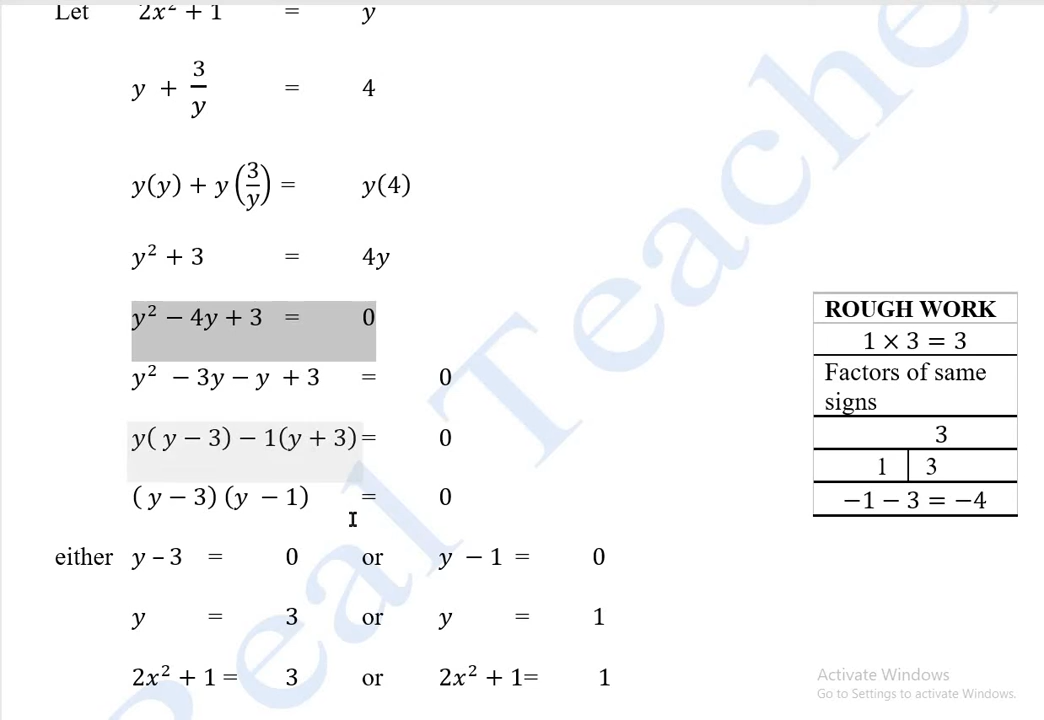 Let 2x² + 1 = y
y + 3/y = 4
y(y) + y(3/y) = y(4)
y² + 3 = 4y
y² − 4y + 3 = 0
y² − 3y − y + 3 = 0
y( y − 3) − 1(y + 3) = 0
( y − 3) (y − 1) = 0
either y – 3 = 0 or y − 1 = 0
y = 3 or y = 1
2x² + 1 = 3 or 2x² + 1= 1
ROUGH WORK
1 × 3 = 3
Factors of same
signs
3
1 3
−1 − 3 = −4
eal Teache
Activate Windows
Go to Settings to activate Windows.